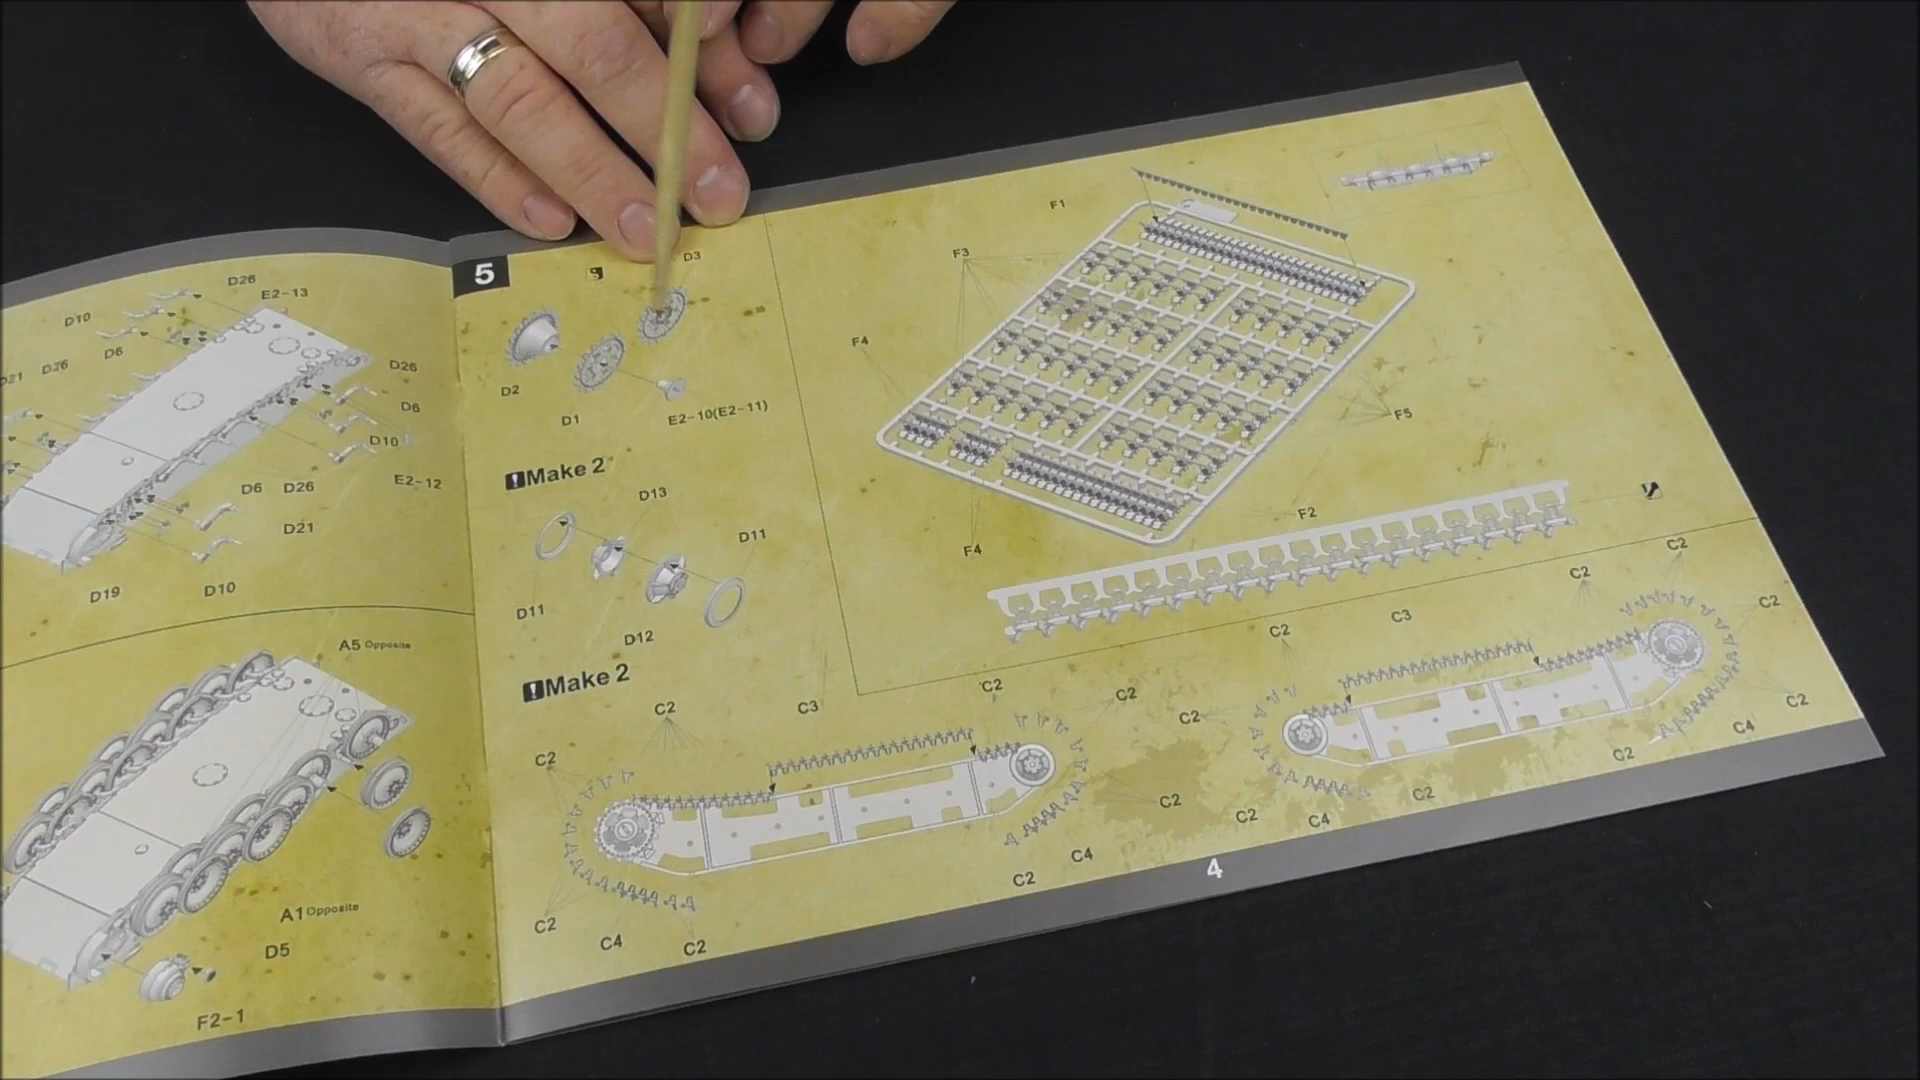 D26
E2-13
D10
D6
D26
D21
D26
D6
D10
E2-12
D6
D26
D21
D19
D10
A5 Opposite
A1 Opposite
D5
F2-1
5
D3
D2
D1
E2-10(E2-11)
!Make 2
D13
D11
D11
D12
!Make 2
F1
F3
F4
F5
F2
F4
C2
C3
C2
C2
C2
C2
C4
C2
C2
C4
C2
C2
C3
C2
C2
C2
C2
C2
C4
C2
C2
C4
C2
4